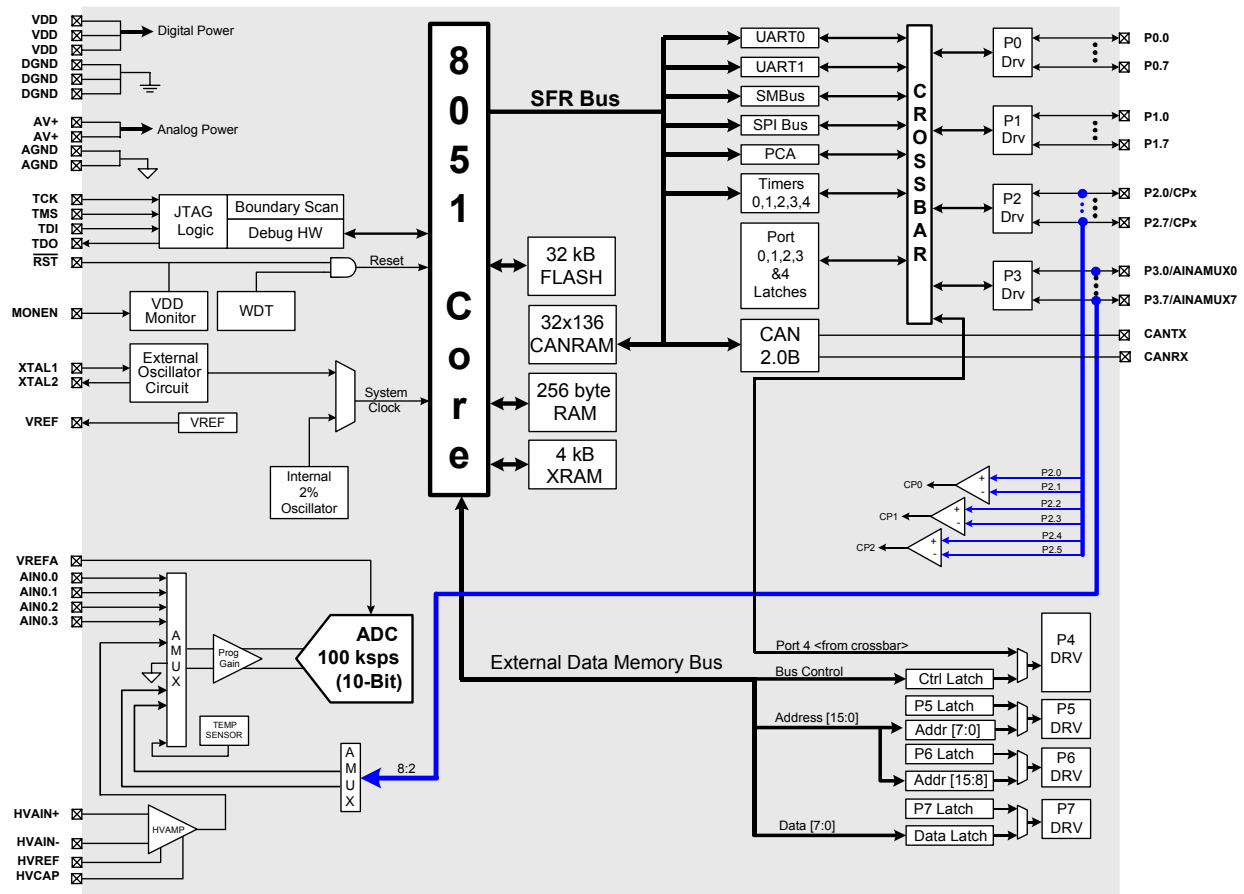 VDD
VDD
VDD
Digital Power
DGND
DGND
DGND
AV+
AV+
Analog Power
AGND
AGND
TCK
TMS
TDI
TDO
JTAG
Logic
Boundary Scan
Debug HW
RST
Reset
MONEN
VDD
Monitor
WDT
XTAL1
XTAL2
External
Oscillator
Circuit
System
Clock
VREF
VREF
Internal
2%
Oscillator
8051 Core
SFR Bus
32 kB
FLASH
32x136
CANRAM
256 byte
RAM
4 kB
XRAM
UART0
UART1
SMBus
SPI Bus
PCA
Timers
0,1,2,3,4
Port
0,1,2,3
&4
Latches
CAN
2.0B
CROSSBAR
P0
Drv
P1
Drv
P2
Drv
P3
Drv
P0.0
P0.7
P1.0
P1.7
P2.0/CPx
P2.7/CPx
P3.0/AINAMUX0
P3.7/AINAMUX7
CANTX
CANRX
CP0
+
-
P2.0
P2.1
CP1
+
-
P2.2
P2.3
CP2
+
-
P2.4
P2.5
VREFA
AIN0.0
AIN0.1
AIN0.2
AIN0.3
AMUX
Prog
Gain
ADC
100 ksps
(10-Bit)
TEMP
SENSOR
AMUX
8:2
HVAIN+
HVAIN-
HVREF
HVCAP
HVAMP
External Data Memory Bus
Port 4 <from crossbar>
Bus Control
Ctrl Latch
P4
DRV
Address [15:0]
P5 Latch
Addr [7:0]
P5
DRV
P6 Latch
Addr [15:8]
P6
DRV
Data [7:0]
P7 Latch
Data Latch
P7
DRV